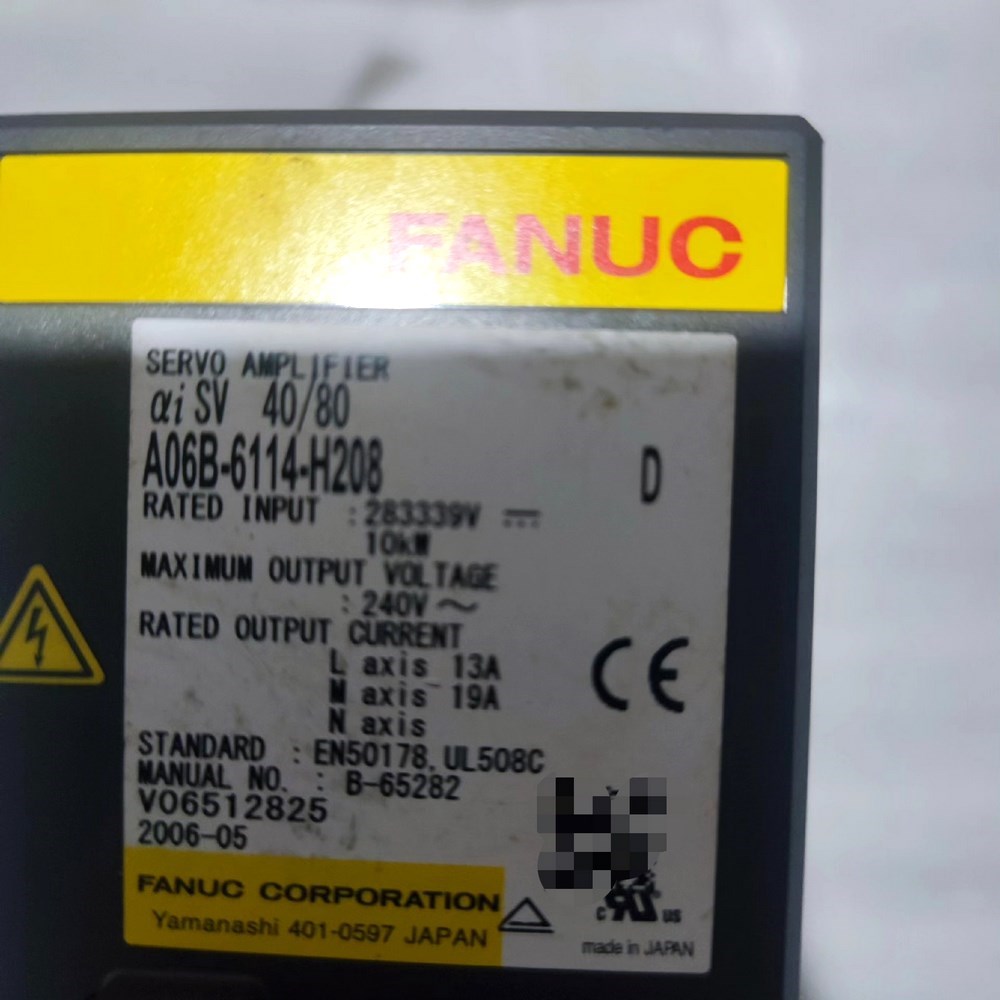 FANUC
SERVO AMPLIFIER
αi SV 40/80
A06B-6114-H208
D
RATED INPUT : 283339V ⎓
10kW
MAXIMUM OUTPUT VOLTAGE
: 240V ~
RATED OUTPUT CURRENT
L axis 13A
M axis 19A
N axis
STANDARD : EN50178, UL508C
MANUAL NO. : B-65282
V06512825
2006-05
CE
FANUC CORPORATION
Yamanashi 401-0597 JAPAN
c RU us
made in JAPAN